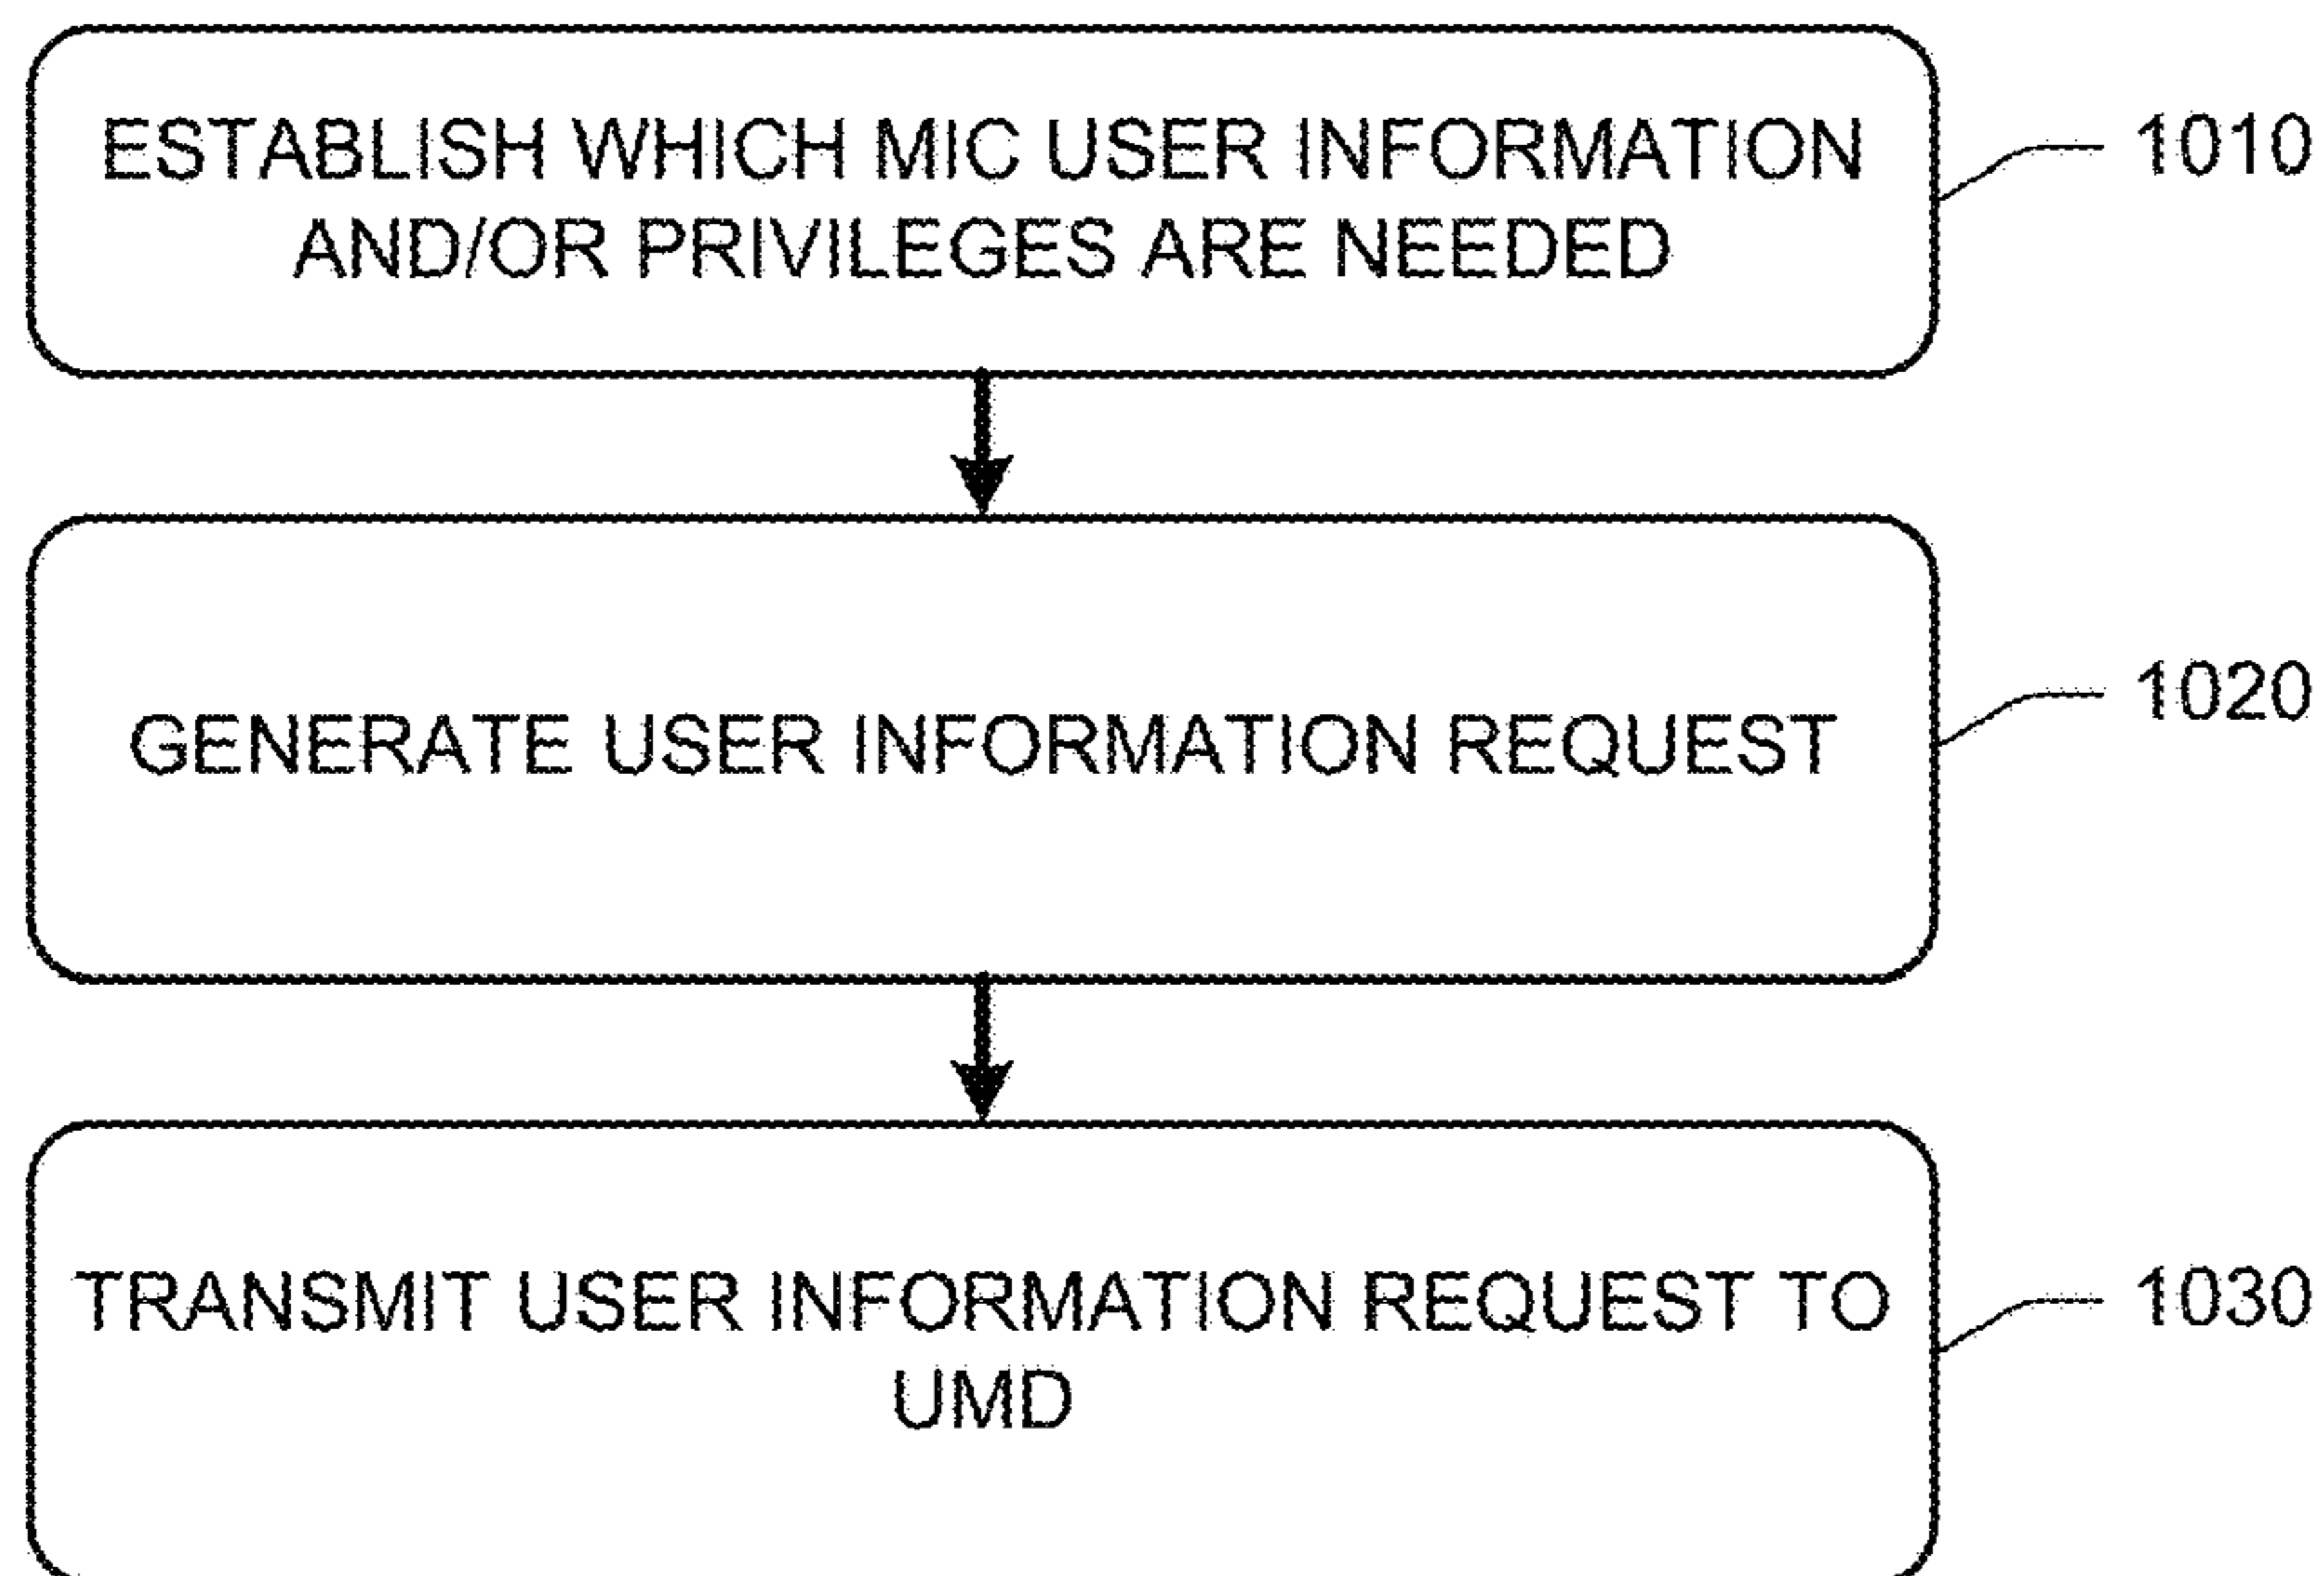 ESTABLISH WHICH MIC USER INFORMATION
AND/OR PRIVILEGES ARE NEEDED
1010
GENERATE USER INFORMATION REQUEST
1020
TRANSMIT USER INFORMATION REQUEST TO
UMD
1030